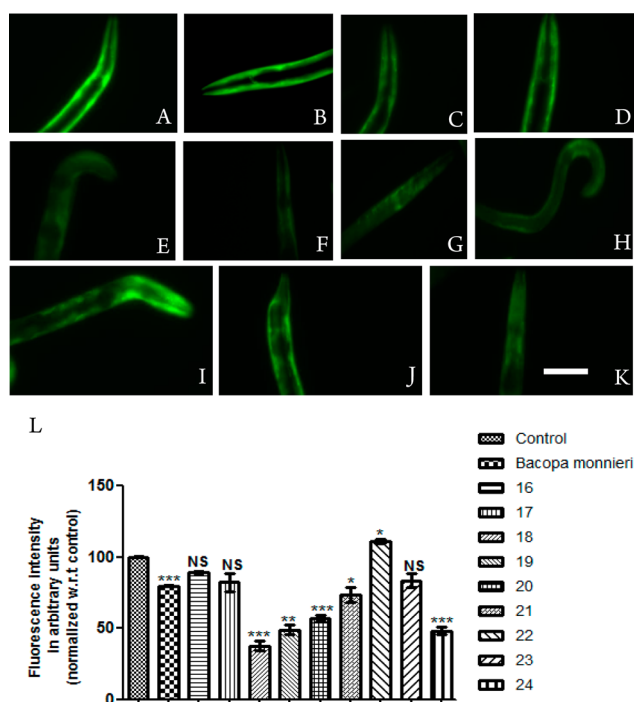 A
B
C
D
E
F
G
H
I
J
K
L
Fluorescence Intensity
in arbitrary units
(normalized w.r.t control)
150
100
50
0
***
NS
NS
***
**
***
*
*
NS
***
Control
Bacopa monnieri
16
17
18
19
20
21
22
23
24